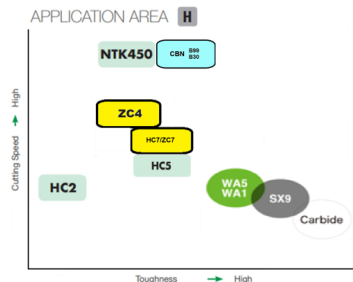 APPLICATION AREA H
NTK450
CBN B99
B30
ZC4
HC7/ZC7
HC5
HC2
WA5
WA1
SX9
Carbide
Cutting Speed → High
Toughness → High